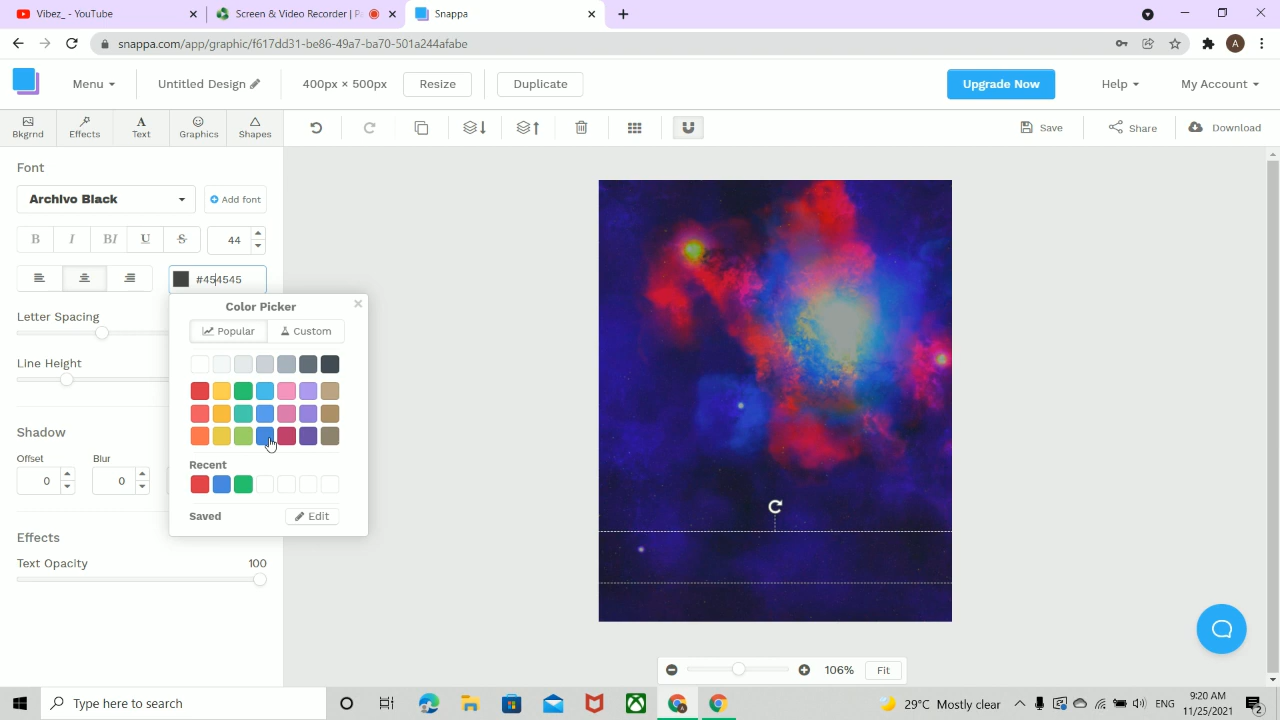 Vibez_ - YouTube
Screen & Video Recorder | P
Snappa
snappa.com/app/graphic/f617dd31-be86-49a7-ba70-501a244afabe
A
Menu
Untitled Design
400px × 500px
Resize
Duplicate
Upgrade Now
Help
My Account
Bkgrnd
Effects
Text
Graphics
Shapes
Save
Share
Download
Font
Archivo Black
Add font
B I BI U S 44
#454545
Letter Spacing
Line Height
Color Picker
Popular
Custom
Shadow
Offset
Blur
0
0
Recent
Saved
Edit
Effects
Text Opacity 100
106%
Fit
Type here to search
29°C Mostly clear
ENG
9:20 AM
11/25/2021
2